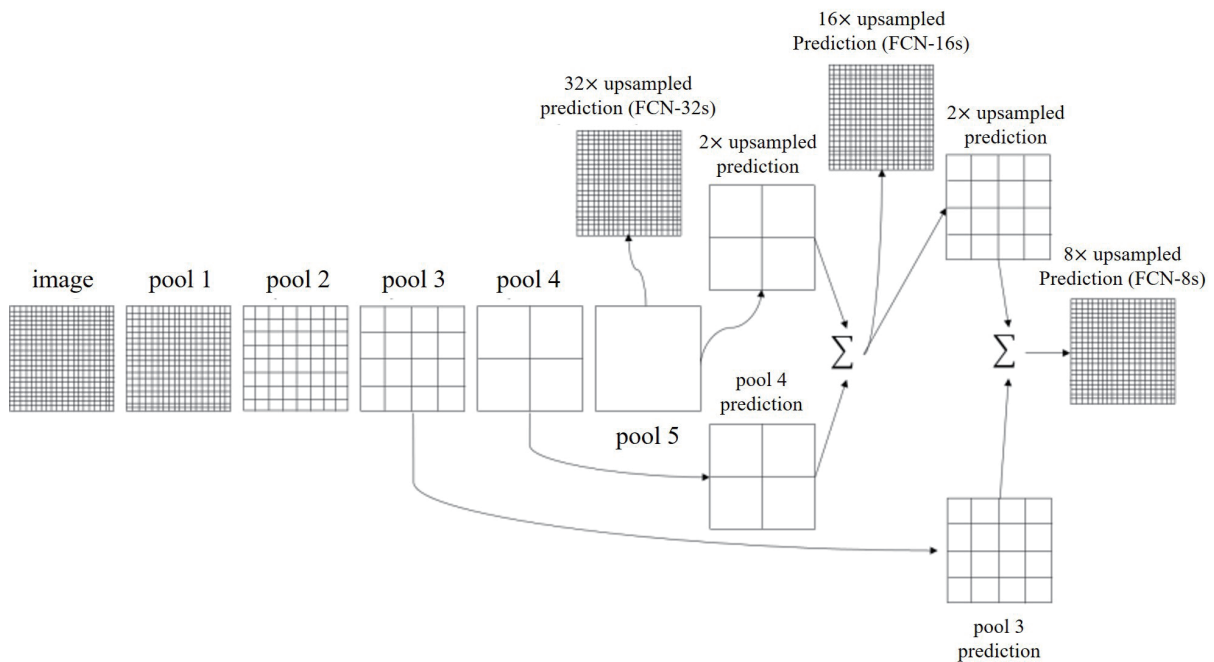 16× upsampled
Prediction (FCN-16s)
32× upsampled
prediction (FCN-32s)
2× upsampled
prediction
2× upsampled
prediction
8× upsampled
Prediction (FCN-8s)
image
pool 1
pool 2
pool 3
pool 4
pool 5
Σ
Σ
pool 4
prediction
pool 3
prediction